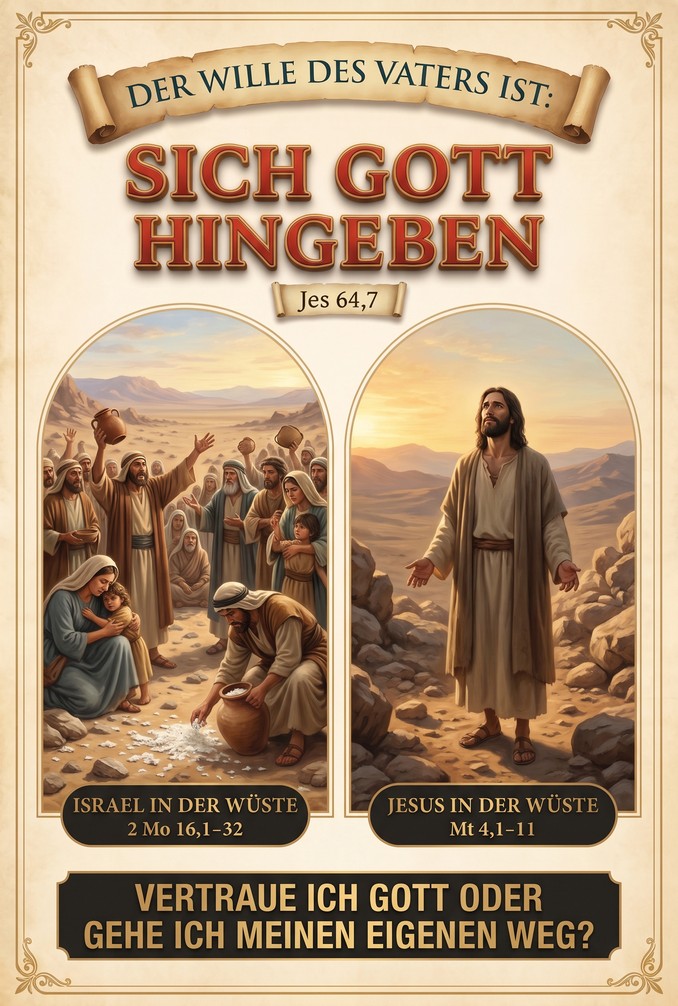 DER WILLE DES VATERS IST:
SICH GOTT
HINGEBEN
Jes 64,7
ISRAEL IN DER WÜSTE
2 Mo 16,1–32
JESUS IN DER WÜSTE
Mt 4,1–11
VERTRAUE ICH GOTT ODER
GEHE ICH MEINEN EIGENEN WEG?